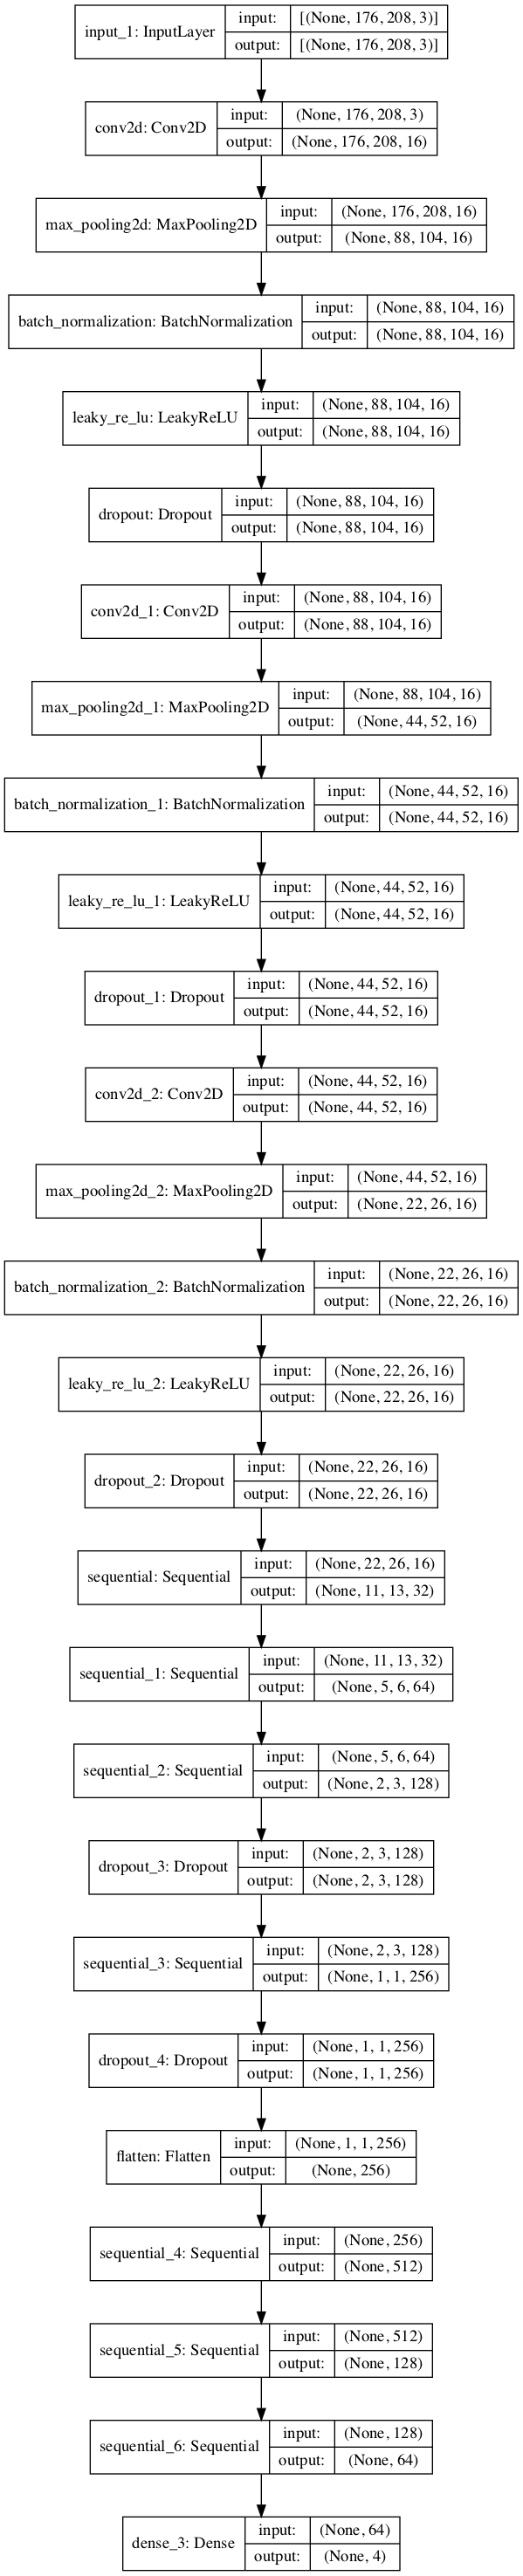 input_1: InputLayer
input: [(None, 176, 208, 3)]
output: [(None, 176, 208, 3)]
conv2d: Conv2D
input: (None, 176, 208, 3)
output: (None, 176, 208, 16)
max_pooling2d: MaxPooling2D
input: (None, 176, 208, 16)
output: (None, 88, 104, 16)
batch_normalization: BatchNormalization
input: (None, 88, 104, 16)
output: (None, 88, 104, 16)
leaky_re_lu: LeakyReLU
input: (None, 88, 104, 16)
output: (None, 88, 104, 16)
dropout: Dropout
input: (None, 88, 104, 16)
output: (None, 88, 104, 16)
conv2d_1: Conv2D
input: (None, 88, 104, 16)
output: (None, 88, 104, 16)
max_pooling2d_1: MaxPooling2D
input: (None, 88, 104, 16)
output: (None, 44, 52, 16)
batch_normalization_1: BatchNormalization
input: (None, 44, 52, 16)
output: (None, 44, 52, 16)
leaky_re_lu_1: LeakyReLU
input: (None, 44, 52, 16)
output: (None, 44, 52, 16)
dropout_1: Dropout
input: (None, 44, 52, 16)
output: (None, 44, 52, 16)
conv2d_2: Conv2D
input: (None, 44, 52, 16)
output: (None, 44, 52, 16)
max_pooling2d_2: MaxPooling2D
input: (None, 44, 52, 16)
output: (None, 22, 26, 16)
batch_normalization_2: BatchNormalization
input: (None, 22, 26, 16)
output: (None, 22, 26, 16)
leaky_re_lu_2: LeakyReLU
input: (None, 22, 26, 16)
output: (None, 22, 26, 16)
dropout_2: Dropout
input: (None, 22, 26, 16)
output: (None, 22, 26, 16)
sequential: Sequential
input: (None, 22, 26, 16)
output: (None, 11, 13, 32)
sequential_1: Sequential
input: (None, 11, 13, 32)
output: (None, 5, 6, 64)
sequential_2: Sequential
input: (None, 5, 6, 64)
output: (None, 2, 3, 128)
dropout_3: Dropout
input: (None, 2, 3, 128)
output: (None, 2, 3, 128)
sequential_3: Sequential
input: (None, 2, 3, 128)
output: (None, 1, 1, 256)
dropout_4: Dropout
input: (None, 1, 1, 256)
output: (None, 1, 1, 256)
flatten: Flatten
input: (None, 1, 1, 256)
output: (None, 256)
sequential_4: Sequential
input: (None, 256)
output: (None, 512)
sequential_5: Sequential
input: (None, 512)
output: (None, 128)
sequential_6: Sequential
input: (None, 128)
output: (None, 64)
dense_3: Dense
input: (None, 64)
output: (None, 4)